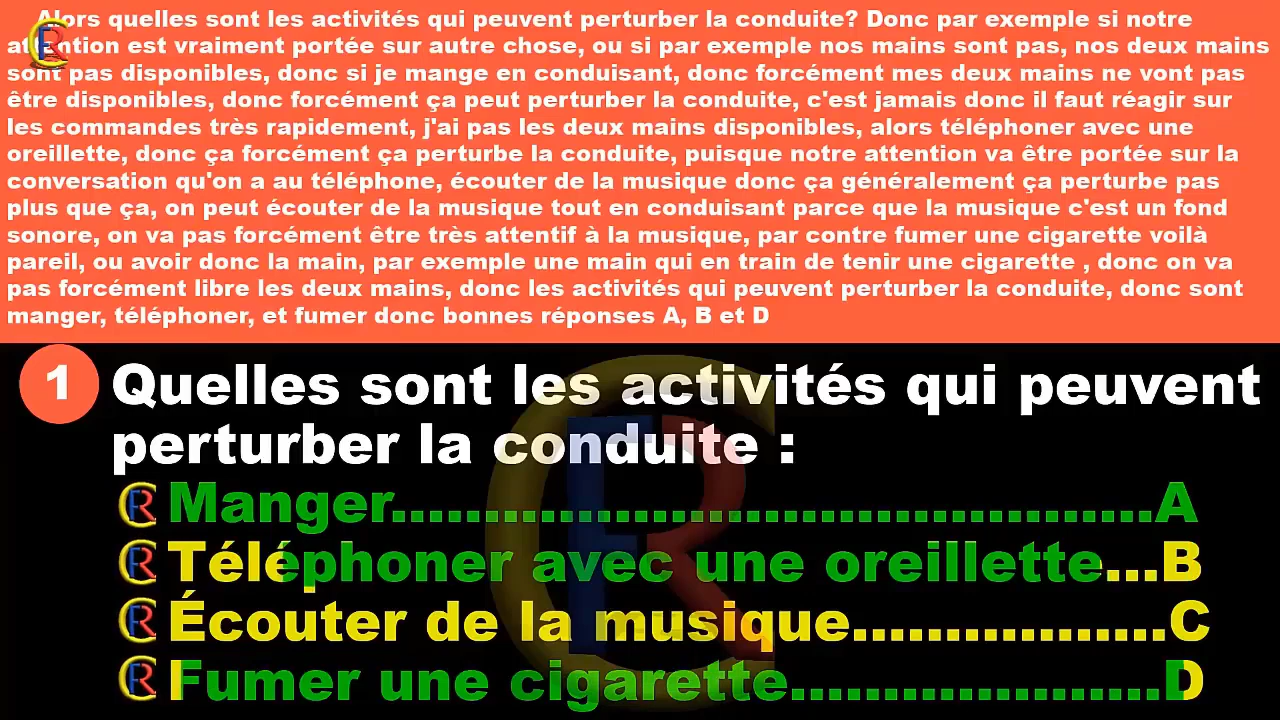 Alors quelles sont les activités qui peuvent perturber la conduite? Donc par exemple si notre
attention est vraiment portée sur autre chose, ou si par exemple nos mains sont pas, nos deux mains
sont pas disponibles, donc si je mange en conduisant, donc forcément mes deux mains ne vont pas
être disponibles, donc forcément ça peut perturber la conduite, c'est jamais donc il faut réagir sur
les commandes très rapidement, j'ai pas les deux mains disponibles, alors téléphoner avec une
oreillette, donc ça forcément ça perturbe la conduite, puisque notre attention va être portée sur la
conversation qu'on a au téléphone, écouter de la musique donc ça généralement ça perturbe pas
plus que ça, on peut écouter de la musique tout en conduisant parce que la musique c'est un fond
sonore, on va pas forcément être très attentif à la musique, par contre fumer une cigarette voilà
pareil, ou avoir donc la main, par exemple une main qui en train de tenir une cigarette , donc on va
pas forcément libre les deux mains, donc les activités qui peuvent perturber la conduite, donc sont
manger, téléphoner, et fumer donc bonnes réponses A, B et D
1 Quelles sont les activités qui peuvent
perturber la conduite :
Manger..........................................A
Téléphoner avec une oreillette...B
Écouter de la musique.................C
Fumer une cigarette....................D